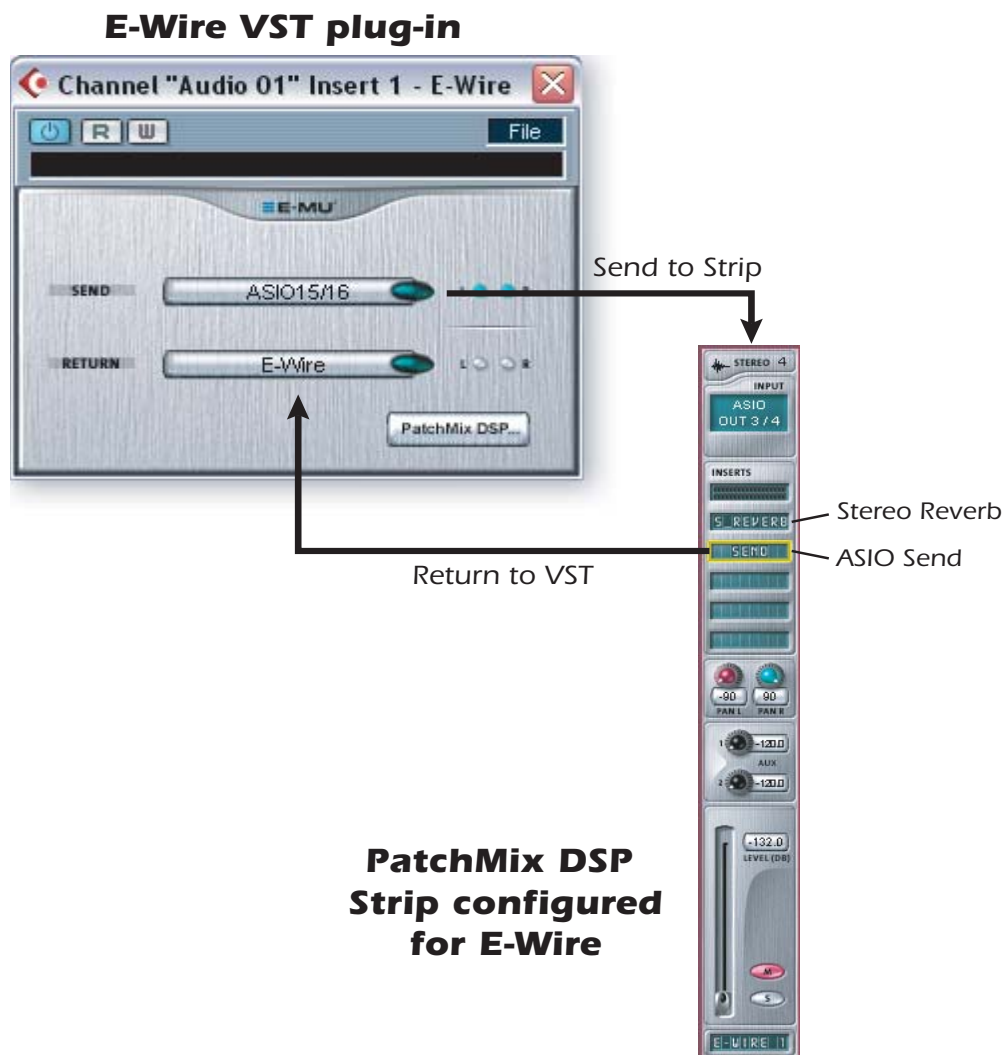 E-Wire VST plug-in
Channel "Audio 01" Insert 1 - E-Wire
R W File
E-MU
SEND ASIO15/16
Send to Strip
RETURN E-Wire L R
PatchMix DSP...
STEREO 4
INPUT
ASIO
OUT 3 / 4
INSERTS
S_REVERB
Stereo Reverb
SEND
ASIO Send
Return to VST
-90 90
PAN L PAN R
1 -120.0
AUX
2 -120.0
-132.0
LEVEL (DB)
PatchMix DSP
Strip configured
for E-Wire
M
S
E-WIRE 1